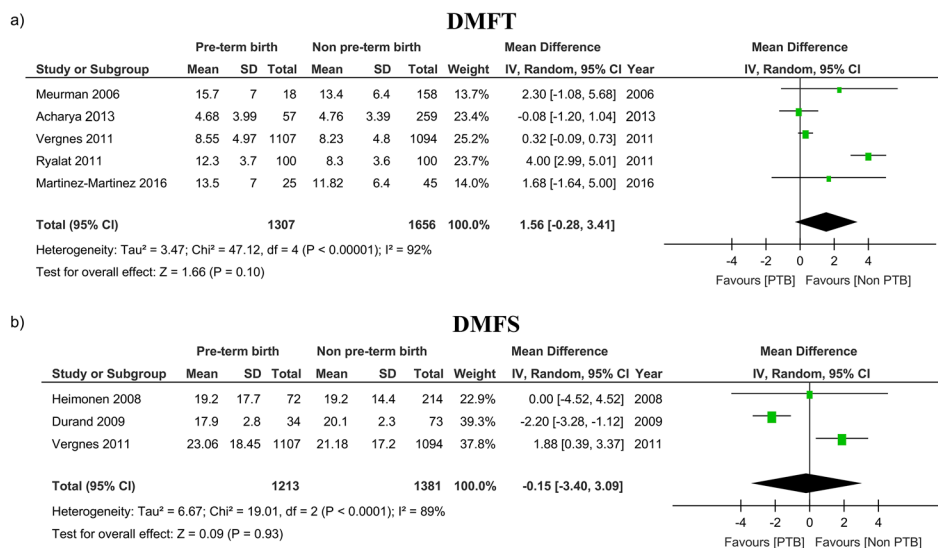 a) DMFT
Pre-term birth Non pre-term birth Mean Difference Mean Difference
Study or Subgroup Mean SD Total Mean SD Total Weight IV, Random, 95% CI Year IV, Random, 95% CI
Meurman 2006 15.7 7 18 13.4 6.4 158 13.7% 2.30 [-1.08, 5.68] 2006
Acharya 2013 4.68 3.99 57 4.76 3.39 259 23.4% -0.08 [-1.20, 1.04] 2013
Vergnes 2011 8.55 4.97 1107 8.23 4.8 1094 25.2% 0.32 [-0.09, 0.73] 2011
Ryalat 2011 12.3 3.7 100 8.3 3.6 100 23.7% 4.00 [2.99, 5.01] 2011
Martinez-Martinez 2016 13.5 7 25 11.82 6.4 45 14.0% 1.68 [-1.64, 5.00] 2016
Total (95% CI) 1307 1656 100.0% 1.56 [-0.28, 3.41]
Heterogeneity: Tau² = 3.47; Chi² = 47.12, df = 4 (P < 0.00001); I² = 92%
Test for overall effect: Z = 1.66 (P = 0.10)
-4 -2 0 2 4
Favours [PTB] Favours [Non PTB]
b) DMFS
Pre-term birth Non pre-term birth Mean Difference Mean Difference
Study or Subgroup Mean SD Total Mean SD Total Weight IV, Random, 95% CI Year IV, Random, 95% CI
Heimonen 2008 19.2 17.7 72 19.2 14.4 214 22.9% 0.00 [-4.52, 4.52] 2008
Durand 2009 17.9 2.8 34 20.1 2.3 73 39.3% -2.20 [-3.28, -1.12] 2009
Vergnes 2011 23.06 18.45 1107 21.18 17.2 1094 37.8% 1.88 [0.39, 3.37] 2011
Total (95% CI) 1213 1381 100.0% -0.15 [-3.40, 3.09]
Heterogeneity: Tau² = 6.67; Chi² = 19.01, df = 2 (P < 0.0001); I² = 89%
Test for overall effect: Z = 0.09 (P = 0.93)
-4 -2 0 2 4
Favours [PTB] Favours [Non PTB]